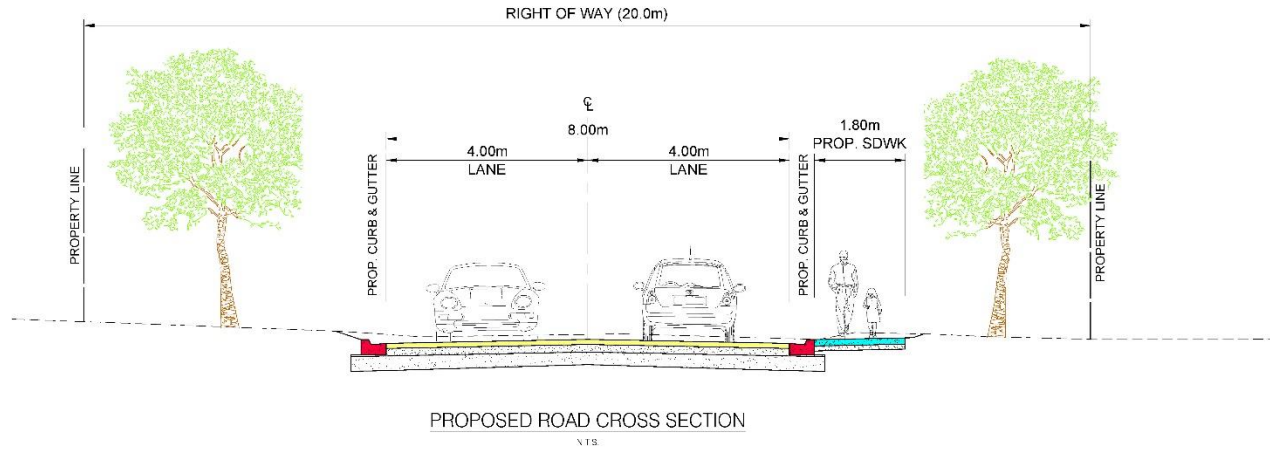 RIGHT OF WAY (20.0m)
℄
8.00m
1.80m
PROP. SDWK
4.00m
LANE
4.00m
LANE
PROPERTY LINE
PROP. CURB & GUTTER
PROP. CURB & GUTTER
PROPERTY LINE
PROPOSED ROAD CROSS SECTION
N.T.S.